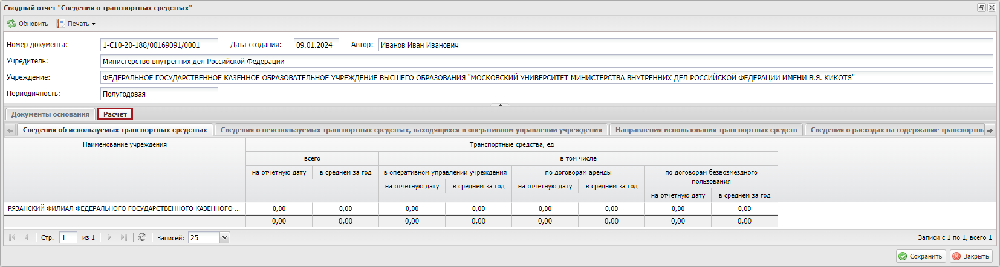 Сводный отчет "Сведения о транспортных средствах"
Обновить Печать
Номер документа: 1-С10-20-188/00169091/0001 Дата создания: 09.01.2024 Автор: Иванов Иван Иванович
Учредитель: Министерство внутренних дел Российской Федерации
Учреждение: ФЕДЕРАЛЬНОЕ ГОСУДАРСТВЕННОЕ КАЗЕННОЕ ОБРАЗОВАТЕЛЬНОЕ УЧРЕЖДЕНИЕ ВЫСШЕГО ОБРАЗОВАНИЯ "МОСКОВСКИЙ УНИВЕРСИТЕТ МИНИСТЕРСТВА ВНУТРЕННИХ ДЕЛ РОССИЙСКОЙ ФЕДЕРАЦИИ ИМЕНИ В.Я. КИКОТЯ"
Периодичность: Полугодовая
Документы основания Расчёт
Сведения об используемых транспортных средствах Сведения о неиспользуемых транспортных средствах, находящихся в оперативном управлении учреждения Направления использования транспортных средств Сведения о расходах на содержание транспортны
Наименование учреждения Транспортные средства, ед
всего в том числе
на отчётную дату в среднем за год в оперативном управлении учреждения по договорам аренды по договорам безвозмездного
пользования
на отчётную дату в среднем за год на отчётную дату в среднем за год
на отчётную дату в среднем за год
РЯЗАНСКИЙ ФИЛИАЛ ФЕДЕРАЛЬНОГО ГОСУДАРСТВЕННОГО КАЗЕННОГО ... 0,00 0,00 0,00 0,00 0,00 0,00 0,00 0,00
0,00 0,00 0,00 0,00 0,00 0,00 0,00 0,00
Стр. 1 из 1 Записей: 25 Записи с 1 по 1, всего 1
Сохранить Закрыть